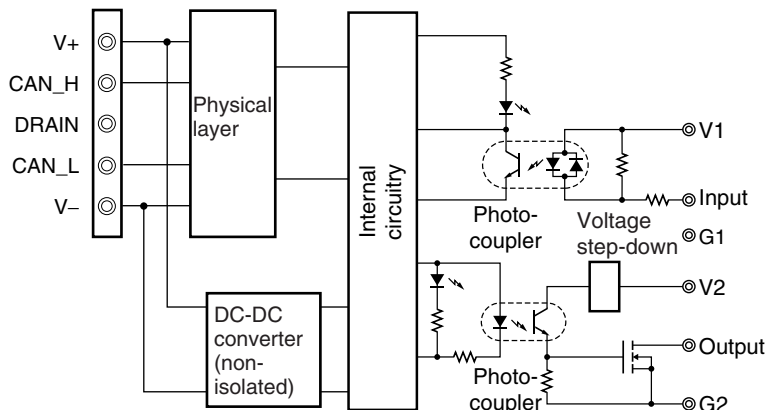 V+
CAN_H
DRAIN
CAN_L
V−
Physical
layer
Internal
circuitry
DC-DC
converter
(non-
isolated)
Photo-
coupler
Voltage
step-down
V1
Input
G1
V2
Output
G2
Photo-
coupler